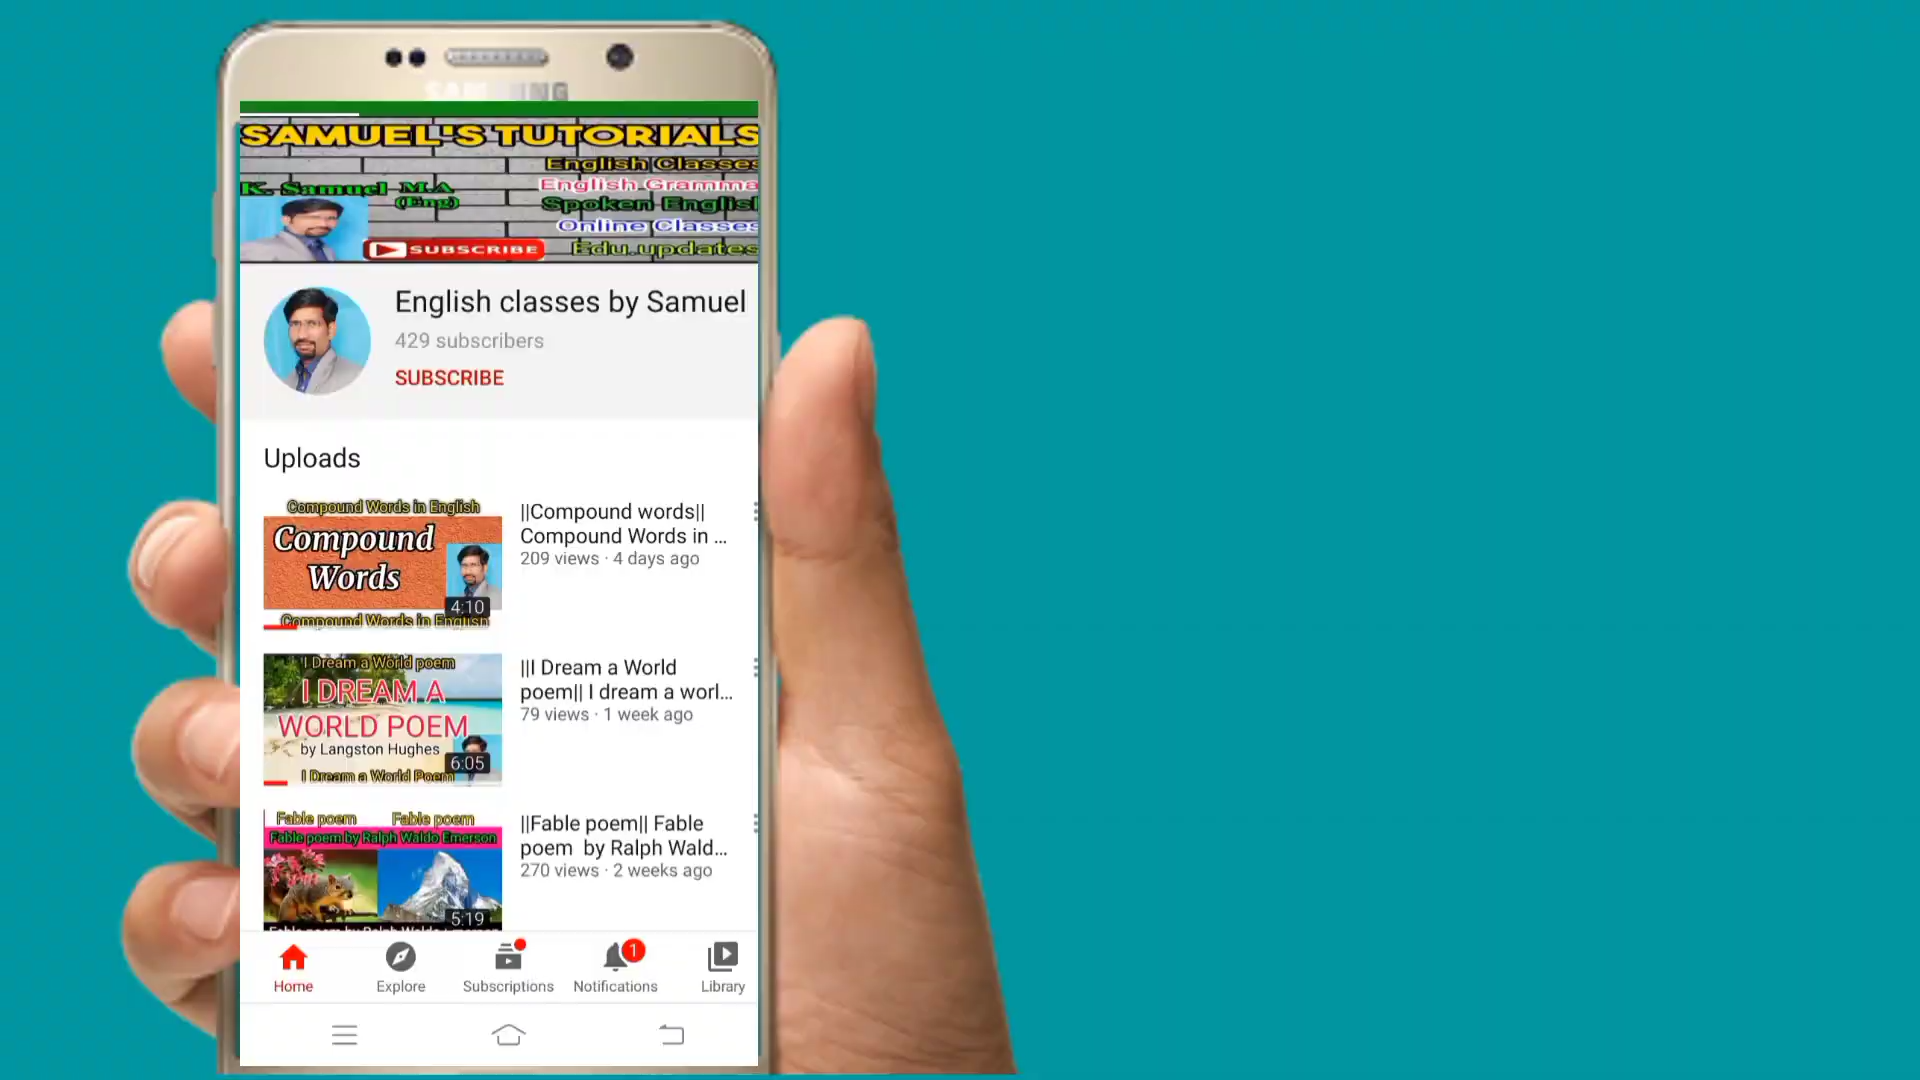 SAMUEL'S TUTORIALS
English Classes
K. Samuel M.A
(Eng)
English Gramma
Spoken Englis
Online Classes
SUBSCRIBE
Edu.updates
English classes by Samuel
429 subscribers
SUBSCRIBE
Uploads
Compound Words in English
Compound
Words
4:10
Compound Words in English
||Compound words||
Compound Words in ...
209 views · 4 days ago
I Dream a World poem
I DREAM A
WORLD POEM
by Langston Hughes
6:05
I Dream a World Poem
||I Dream a World
poem|| I dream a worl...
79 views · 1 week ago
Fable poem Fable poem
Fable poem by Ralph Waldo Emerson
5:19
||Fable poem|| Fable
poem by Ralph Wald...
270 views · 2 weeks ago
1
Home Explore Subscriptions Notifications Library